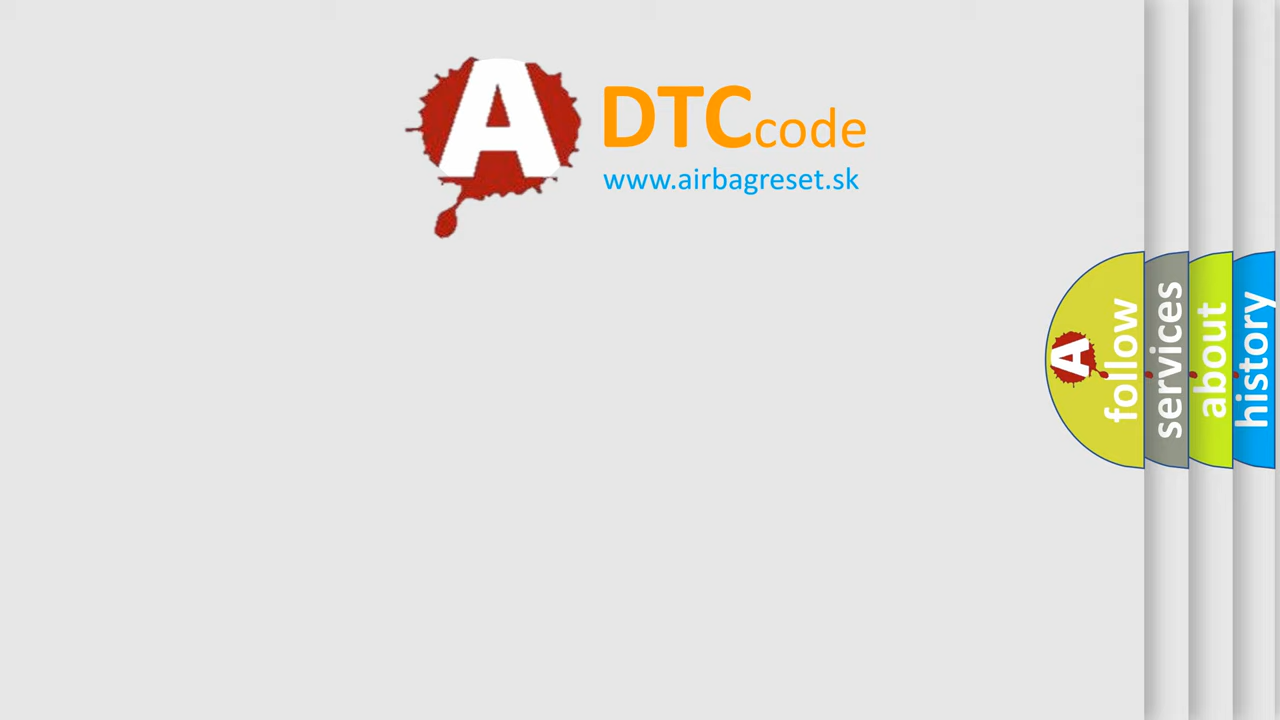 A DTCcode
www.airbagreset.sk
A follow
services
about
history